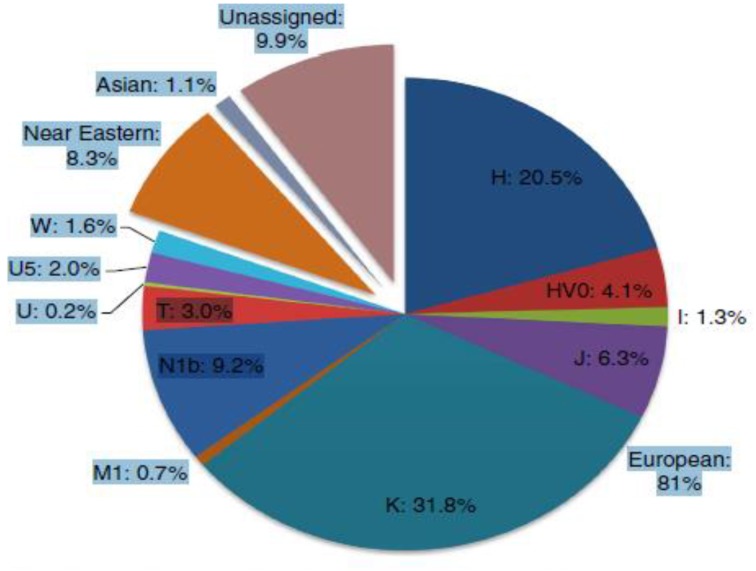 Unassigned:
9.9%
Asian: 1.1%
Near Eastern:
8.3%
H: 20.5%
W: 1.6%
U5: 2.0%
HV0: 4.1%
U: 0.2%
T: 3.0%
I: 1.3%
N1b: 9.2%
J: 6.3%
M1: 0.7%
European:
81%
K: 31.8%